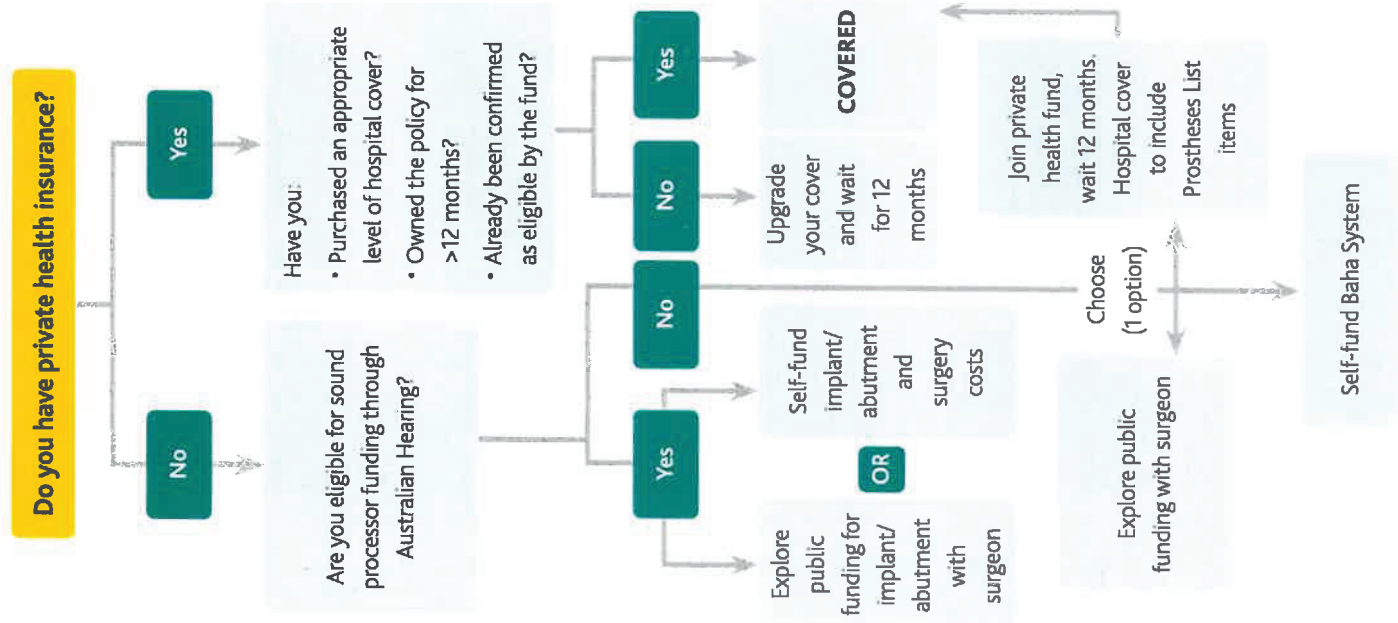 Do you have private health insurance?
No
Yes
Are you eligible for sound
processor funding through
Australian Hearing?
Have you:
• Purchased an appropriate
level of hospital cover?
• Owned the policy for
>12 months?
• Already been confirmed
as eligible by the fund?
Yes
No
No
Yes
Explore
public
funding for
implant/
abutment
with
surgeon
OR
Self-fund
implant/
abutment
and
surgery
costs
Upgrade
your cover
and wait
for 12
months
COVERED
Choose
(1 option)
Explore public
funding with surgeon
Join private
health fund,
wait 12 months.
Hospital cover
to include
Prostheses List
items
Self-fund Baha System